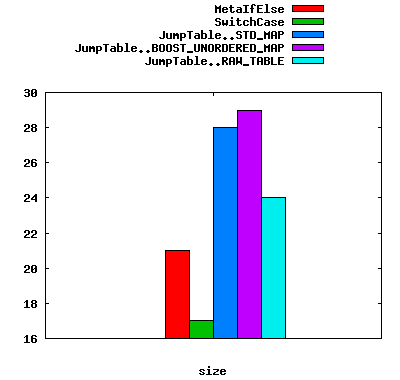 MetaIfElse
SwitchCase
JumpTable..STD_MAP
JumpTable..BOOST_UNORDERED_MAP
JumpTable..RAW_TABLE
30
28
26
24
22
20
18
16
size